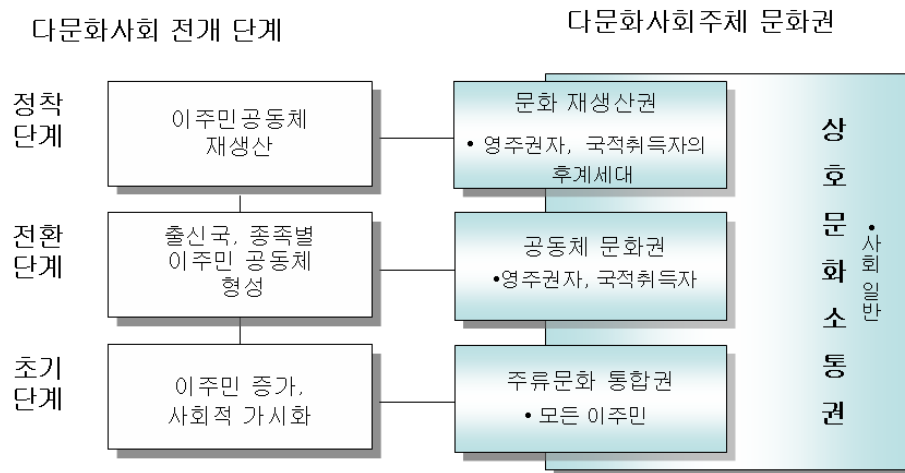 다문화사회 전개 단계
다문화사회주체 문화권
정착
단계
이주민공동체
재생산
문화 재생산권
• 영주권자, 국적취득자의
후계세대
전환
단계
출신국, 종족별
이주민 공동체
형성
공동체 문화권
•영주권자, 국적취득자
초기
단계
이주민 증가,
사회적 가시화
주류문화 통합권
• 모든 이주민
상호문화소통권
•사회 일반